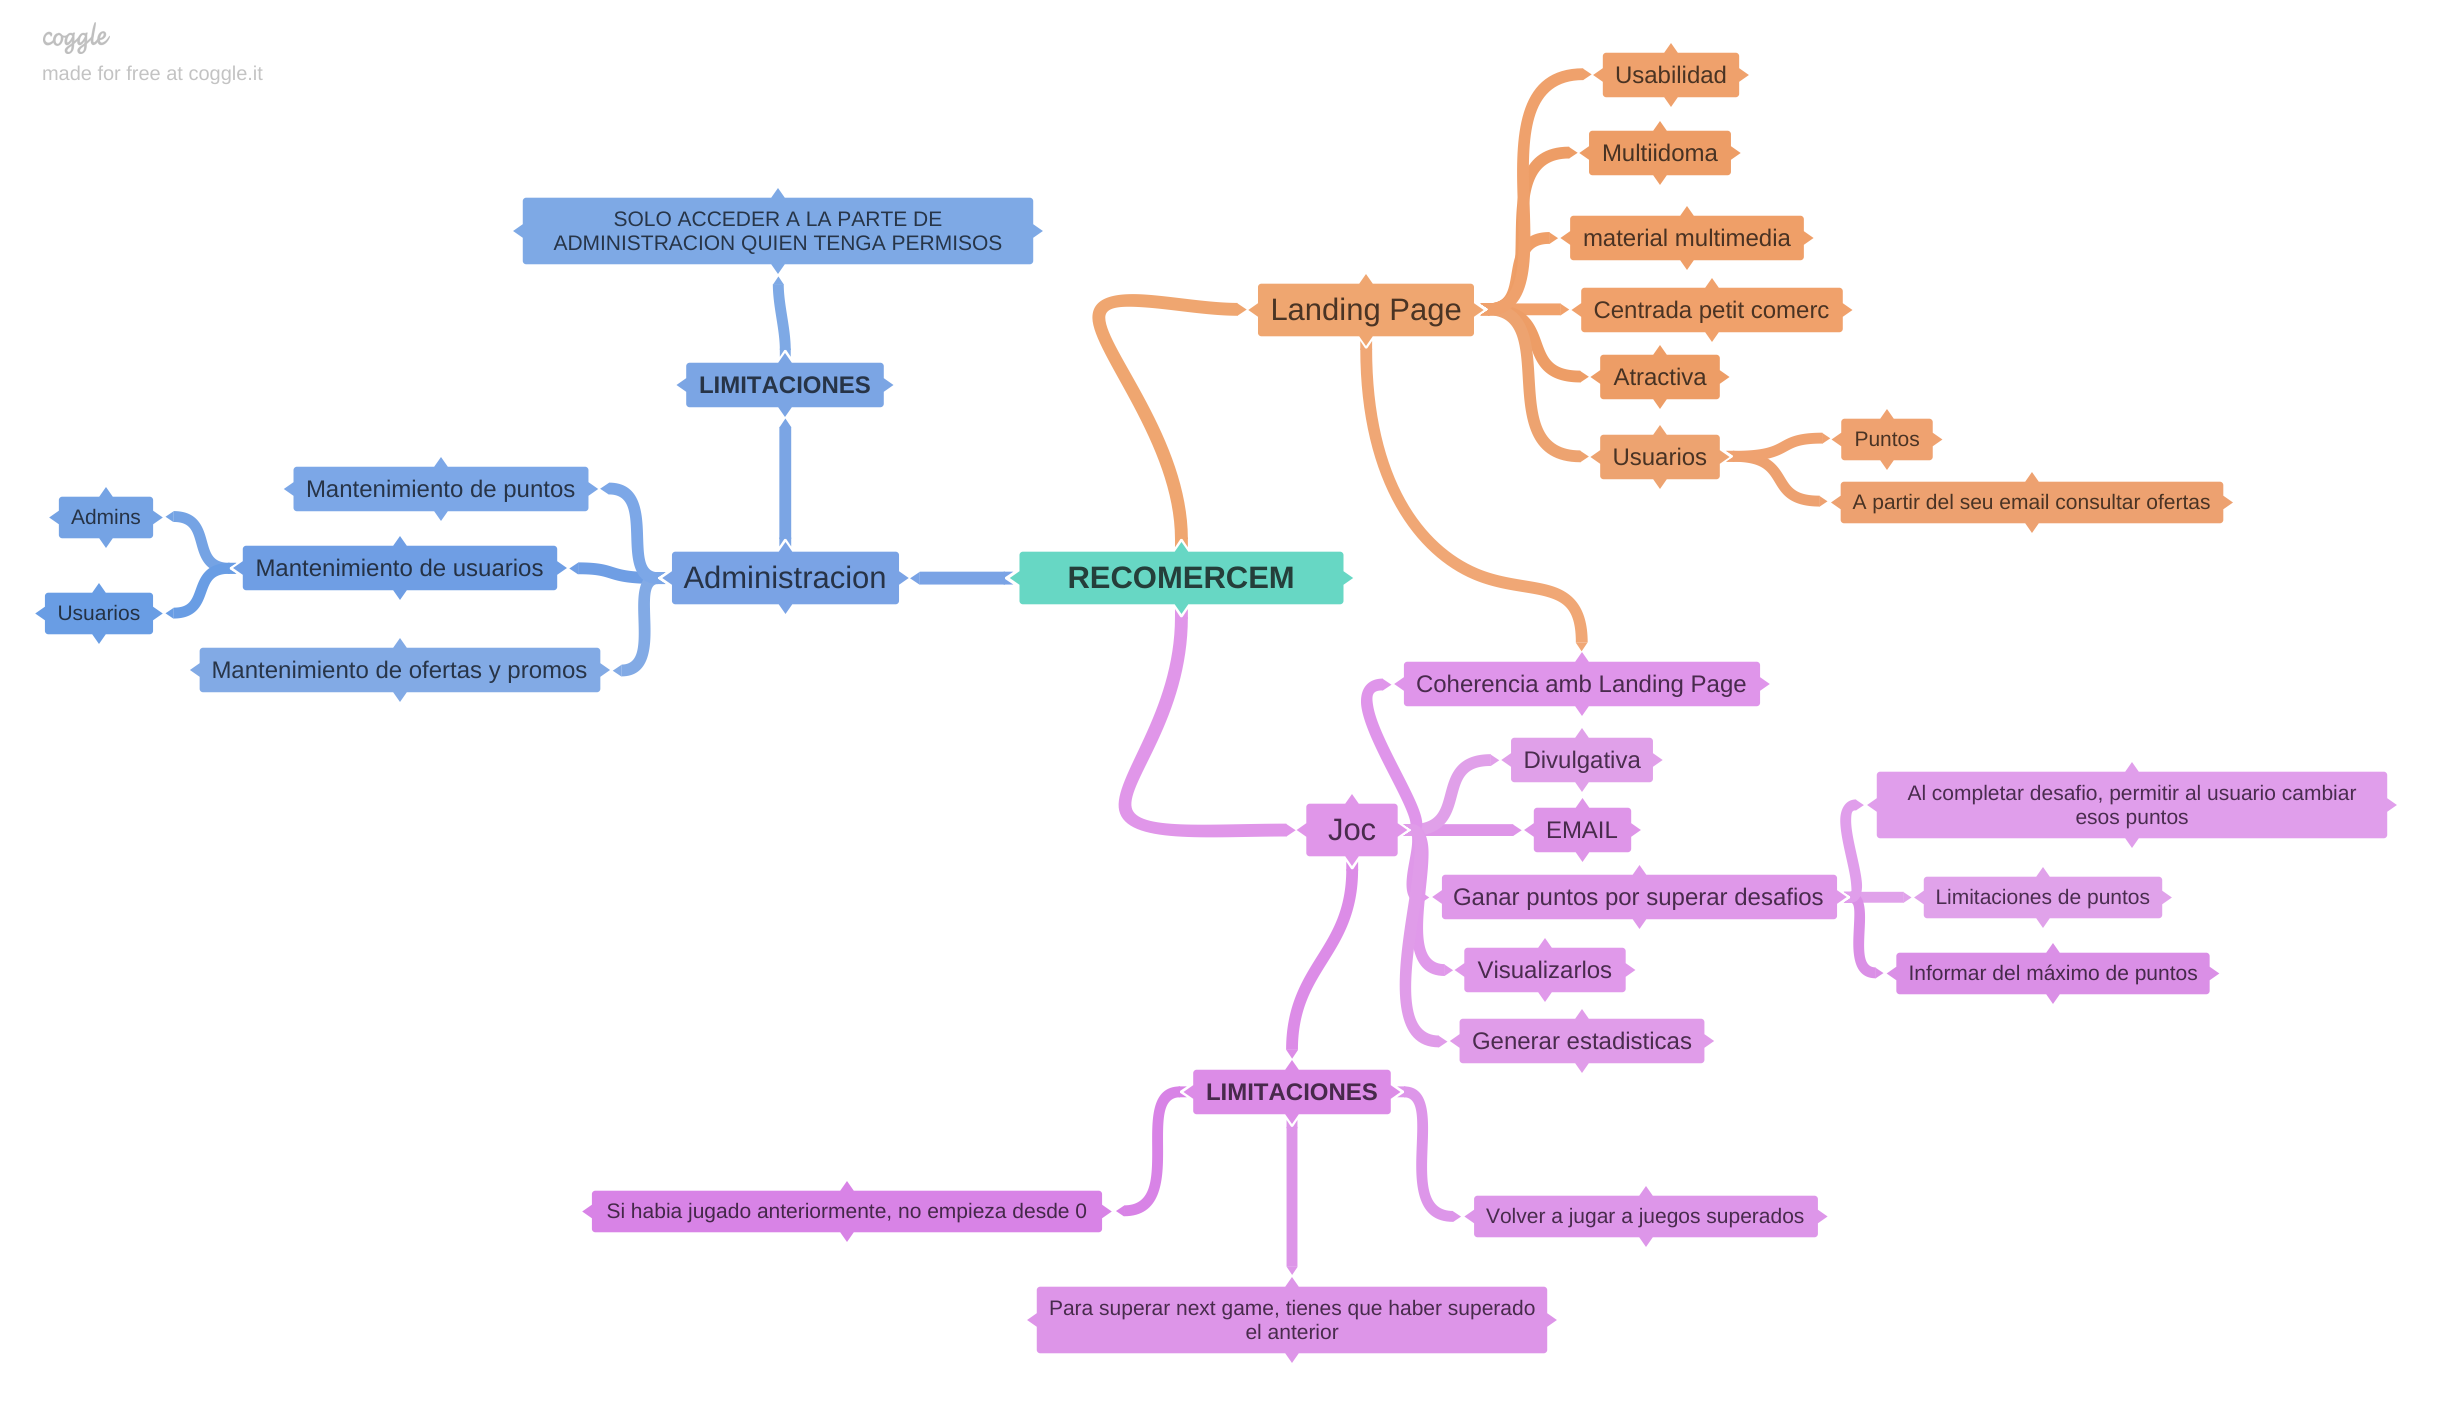 coggle
made for free at coggle.it
RECOMERCEM
Landing Page
Usabilidad
Multiidoma
material multimedia
Centrada petit comerc
Atractiva
Usuarios
Puntos
A partir del seu email consultar ofertas
Administracion
LIMITACIONES
SOLO ACCEDER A LA PARTE DE
ADMINISTRACION QUIEN TENGA PERMISOS
Mantenimiento de puntos
Mantenimiento de usuarios
Admins
Usuarios
Mantenimiento de ofertas y promos
Joc
Coherencia amb Landing Page
Divulgativa
EMAIL
Ganar puntos por superar desafios
Al completar desafio, permitir al usuario cambiar
esos puntos
Limitaciones de puntos
Informar del máximo de puntos
Visualizarlos
Generar estadisticas
LIMITACIONES
Si habia jugado anteriormente, no empieza desde 0
Para superar next game, tienes que haber superado
el anterior
Volver a jugar a juegos superados